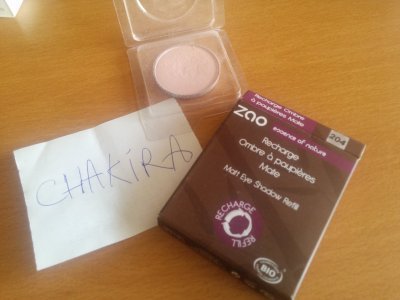 CHAKiRA
Recharge Ombre
à paupières Mate
zao
essence of nature
204
Recharge
Ombre à paupières
Mate
Matt Eye Shadow Refill
RECHARGE
REFILL
BIO